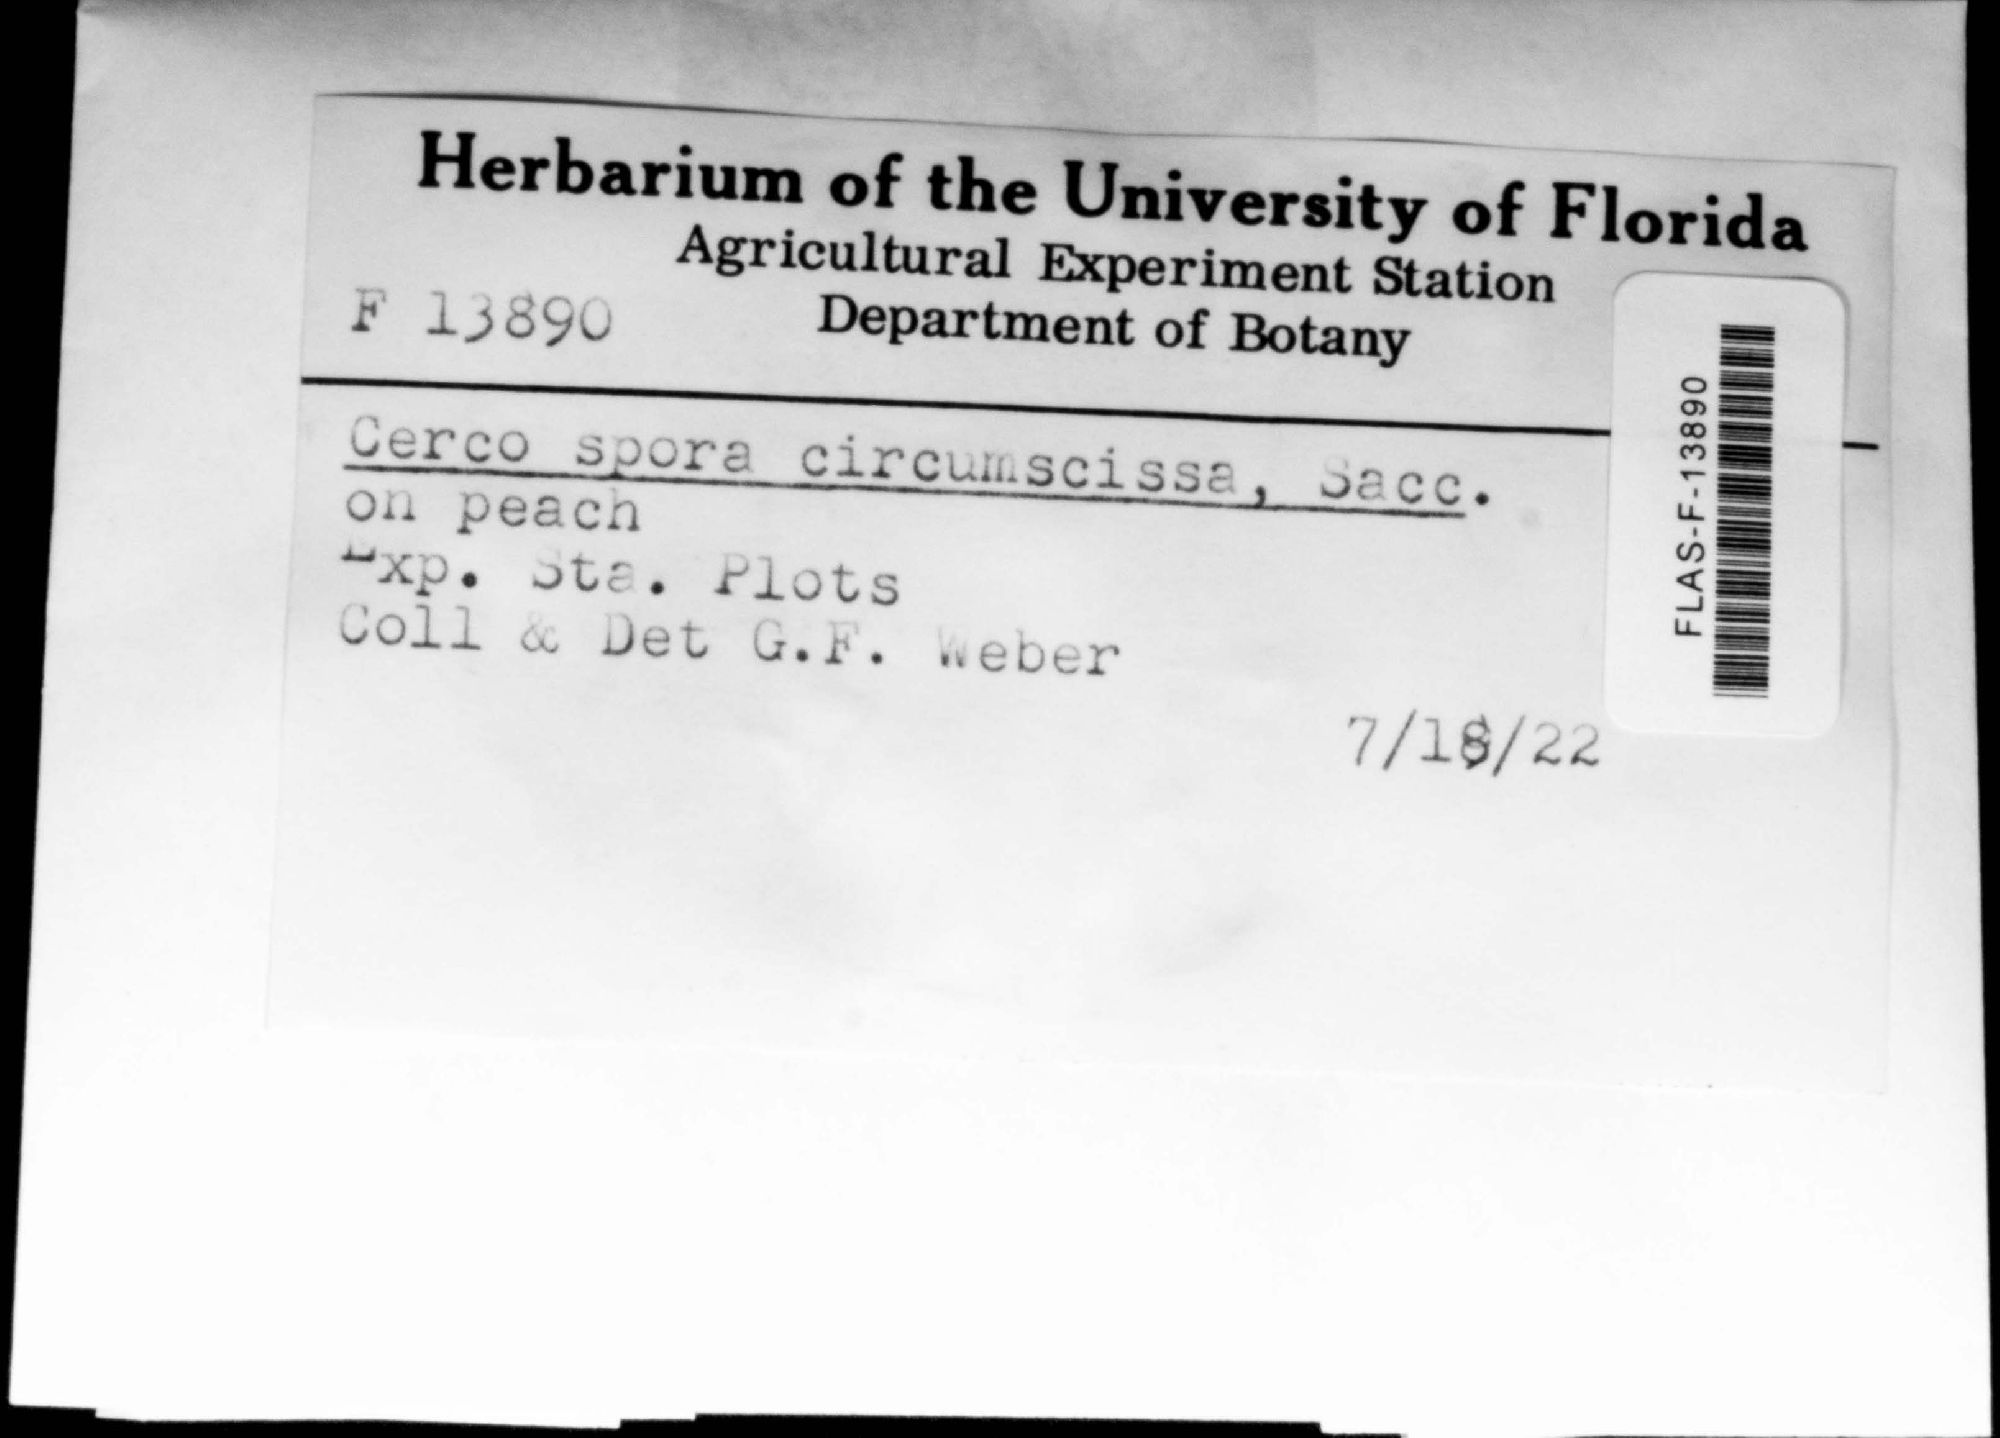 Herbarium of the University of Florida
Agricultural Experiment Station
Department of Botany
F 13890
Cerco spora circumscissa, Sacc.
on peach
Exp. Sta. Plots
Coll & Det G.F. Weber
7/18/22
FLAS-F-13890